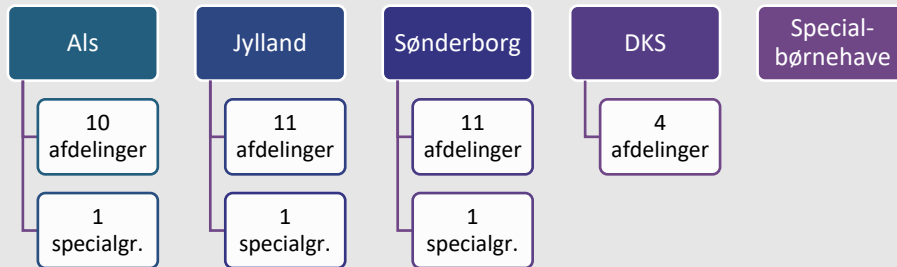 Als
10
afdelinger
1
specialgr.
Jylland
11
afdelinger
1
specialgr.
Sønderborg
11
afdelinger
1
specialgr.
DKS
4
afdelinger
Special-
børnehave